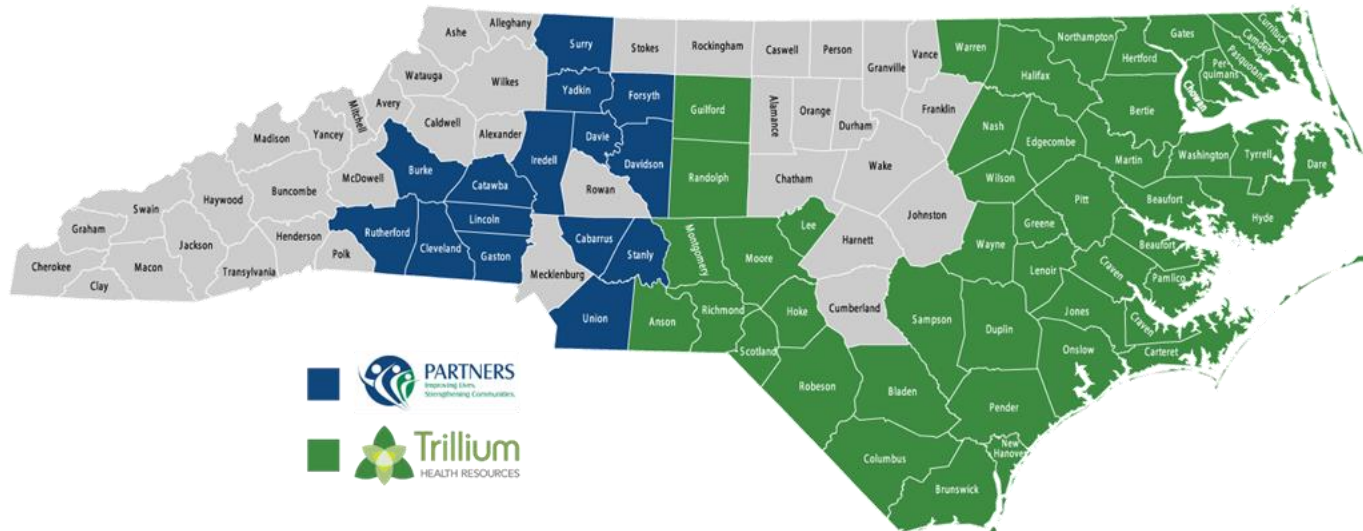 Ashe
Alleghany
Surry
Stokes
Rockingham
Caswell
Person
Granville
Vance
Warren
Northampton
Gates
Currituck
Camden
Pasquotank
Per-
quimans
Chowan
Hertford
Halifax
Watauga
Wilkes
Yadkin
Forsyth
Guilford
Alamance
Orange
Durham
Franklin
Nash
Edgecombe
Bertie
Mitchell
Avery
Caldwell
Alexander
Iredell
Davie
Davidson
Randolph
Chatham
Wake
Wilson
Martin
Washington
Tyrrell
Dare
Madison
Yancey
McDowell
Burke
Catawba
Rowan
Johnston
Greene
Pitt
Beaufort
Hyde
Swain
Haywood
Buncombe
Lincoln
Lee
Harnett
Wayne
Lenoir
Beaufort
Craven
Pamlico
Graham
Jackson
Henderson
Polk
Rutherford
Cleveland
Gaston
Cabarrus
Stanly
Montgomery
Moore
Cherokee
Macon
Clay
Transylvania
Mecklenburg
Union
Anson
Richmond
Scotland
Hoke
Cumberland
Sampson
Duplin
Jones
Craven
Onslow
Carteret
Robeson
Bladen
Pender
New
Hanover
Columbus
Brunswick
PARTNERS
Improving Lives.
Strengthening Communities.
Trillium
HEALTH RESOURCES